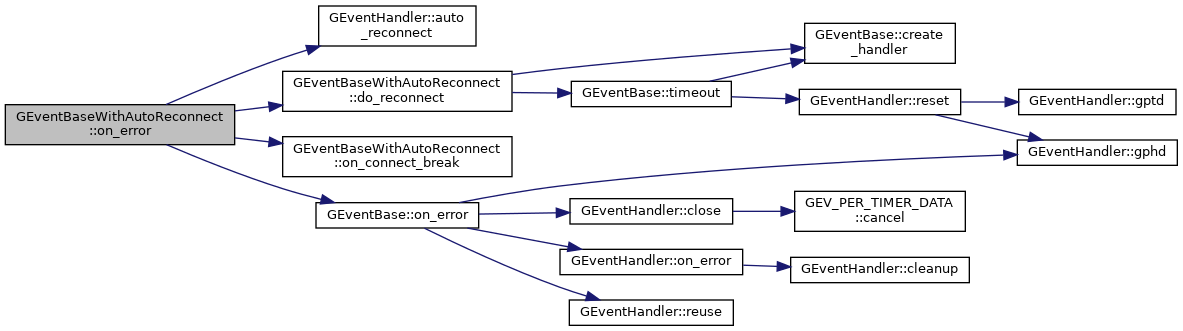 GEventBaseWithAutoReconnect
::on_error
GEventHandler::auto
_reconnect
GEventBaseWithAutoReconnect
::do_reconnect
GEventBaseWithAutoReconnect
::on_connect_break
GEventBase::on_error
GEventBase::timeout
GEventBase::create
_handler
GEventHandler::reset
GEventHandler::gptd
GEventHandler::gphd
GEventHandler::close
GEV_PER_TIMER_DATA
::cancel
GEventHandler::on_error
GEventHandler::cleanup
GEventHandler::reuse